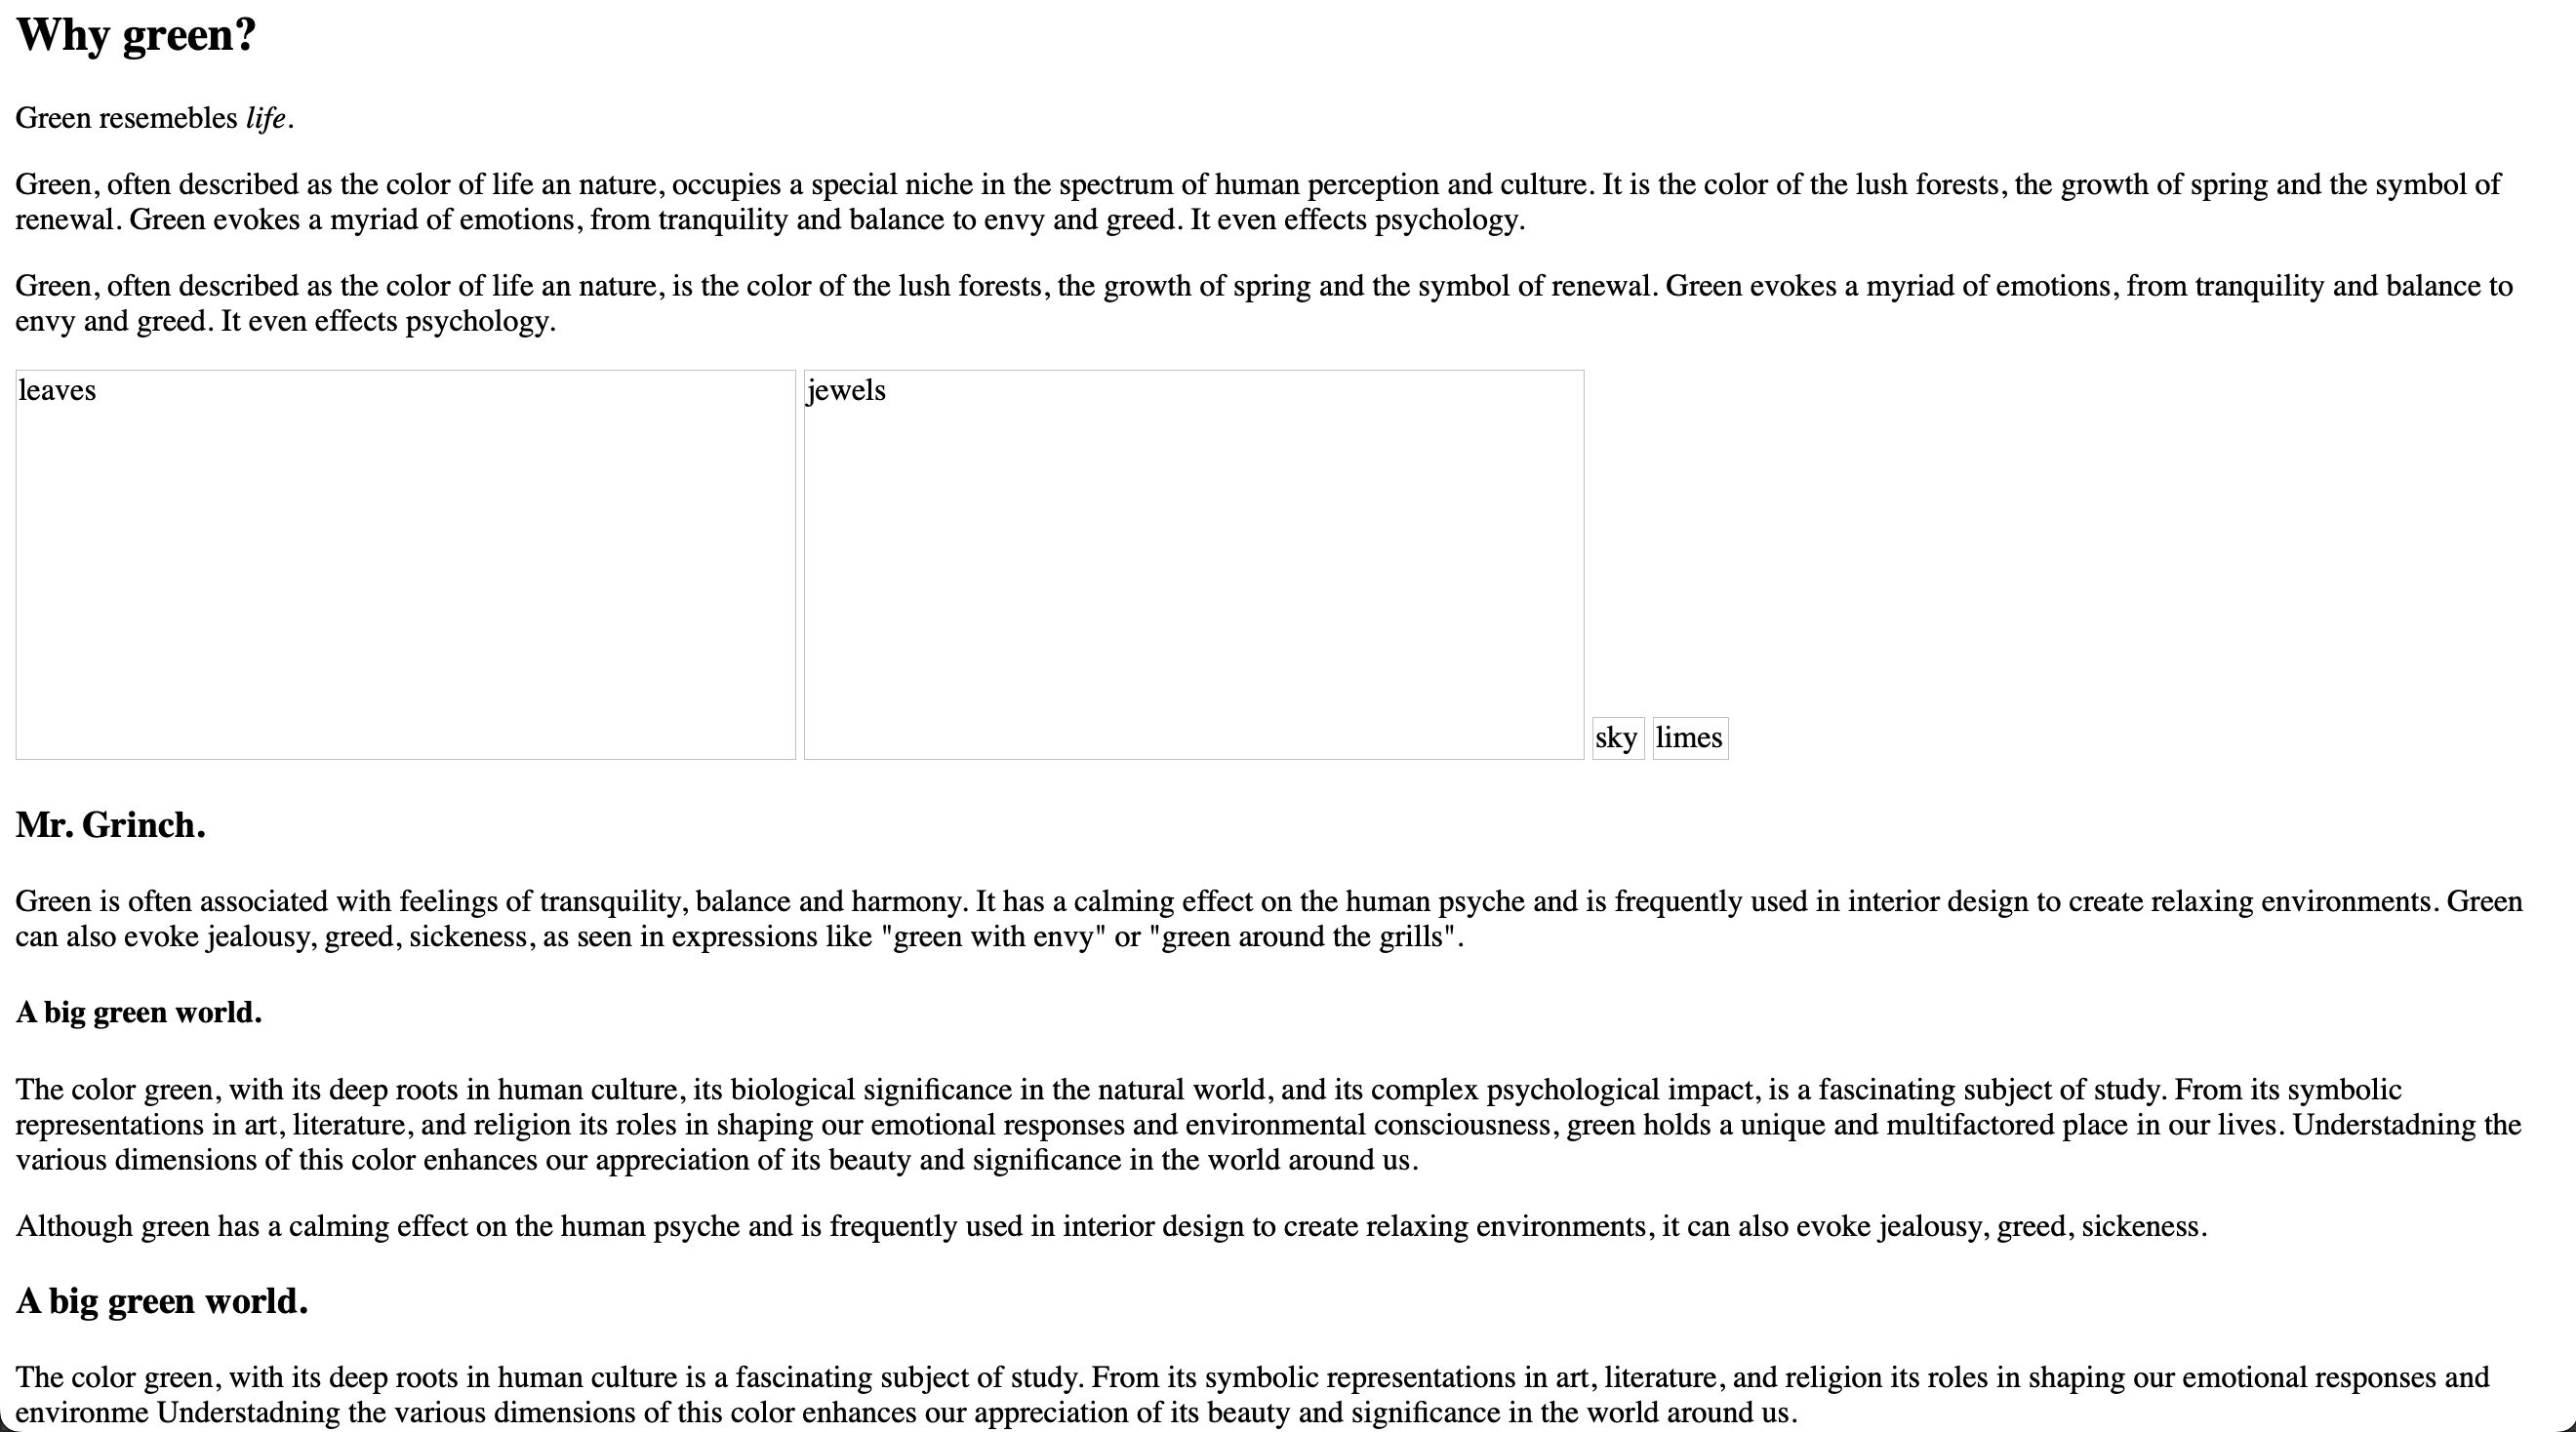 Why green?
Green resemebles life.
Green, often described as the color of life an nature, occupies a special niche in the spectrum of human perception and culture. It is the color of the lush forests, the growth of spring and the symbol of
renewal. Green evokes a myriad of emotions, from tranquility and balance to envy and greed. It even effects psychology.
Green, often described as the color of life an nature, is the color of the lush forests, the growth of spring and the symbol of renewal. Green evokes a myriad of emotions, from tranquility and balance to
envy and greed. It even effects psychology.
leaves
jewels
sky
limes
Mr. Grinch.
Green is often associated with feelings of transquility, balance and harmony. It has a calming effect on the human psyche and is frequently used in interior design to create relaxing environments. Green
can also evoke jealousy, greed, sickeness, as seen in expressions like "green with envy" or "green around the grills".
A big green world.
The color green, with its deep roots in human culture, its biological significance in the natural world, and its complex psychological impact, is a fascinating subject of study. From its symbolic
representations in art, literature, and religion its roles in shaping our emotional responses and environmental consciousness, green holds a unique and multifactored place in our lives. Understadning the
various dimensions of this color enhances our appreciation of its beauty and significance in the world around us.
Although green has a calming effect on the human psyche and is frequently used in interior design to create relaxing environments, it can also evoke jealousy, greed, sickeness.
A big green world.
The color green, with its deep roots in human culture is a fascinating subject of study. From its symbolic representations in art, literature, and religion its roles in shaping our emotional responses and
environme Understadning the various dimensions of this color enhances our appreciation of its beauty and significance in the world around us.